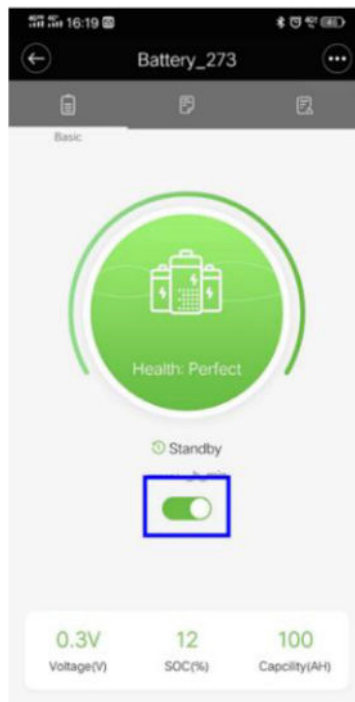 16:19
Battery_273
Basic
Health: Perfect
Standby
0.3V 12 100
Voltage(V) SOC(%) Capcility(AH)